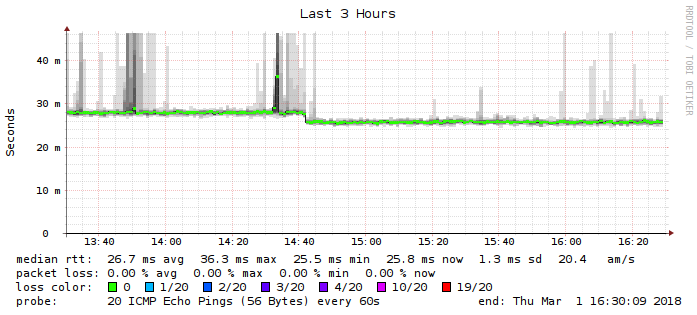 Last 3 Hours
RRDTOOL / TOBI OETIKER
Seconds
40 m
30 m
20 m
10 m
0
13:40 14:00 14:20 14:40 15:00 15:20 15:40 16:00 16:20
median rtt: 26.7 ms avg 36.3 ms max 25.5 ms min 25.8 ms now 1.3 ms sd 20.4 am/s
packet loss: 0.00 % avg 0.00 % max 0.00 % min 0.00 % now
loss color: 0 1/20 2/20 3/20 4/20 10/20 19/20
probe: 20 ICMP Echo Pings (56 Bytes) every 60s end: Thu Mar 1 16:30:09 2018